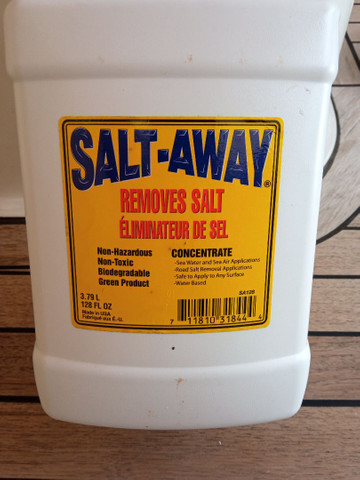 SALT-AWAY®
REMOVES SALT
ÉLIMINATEUR DE SEL
Non-Hazardous
Non-Toxic
Biodegradable
Green Product
CONCENTRATE
-Sea Water and Sea Air Applications
-Road Salt Removal Applications
-Safe to Apply to Any Surface
-Water Based
3.79 L
128 FL OZ
Made in USA
Fabriqué aux É.-U.
SA128
7 11810 31844 4